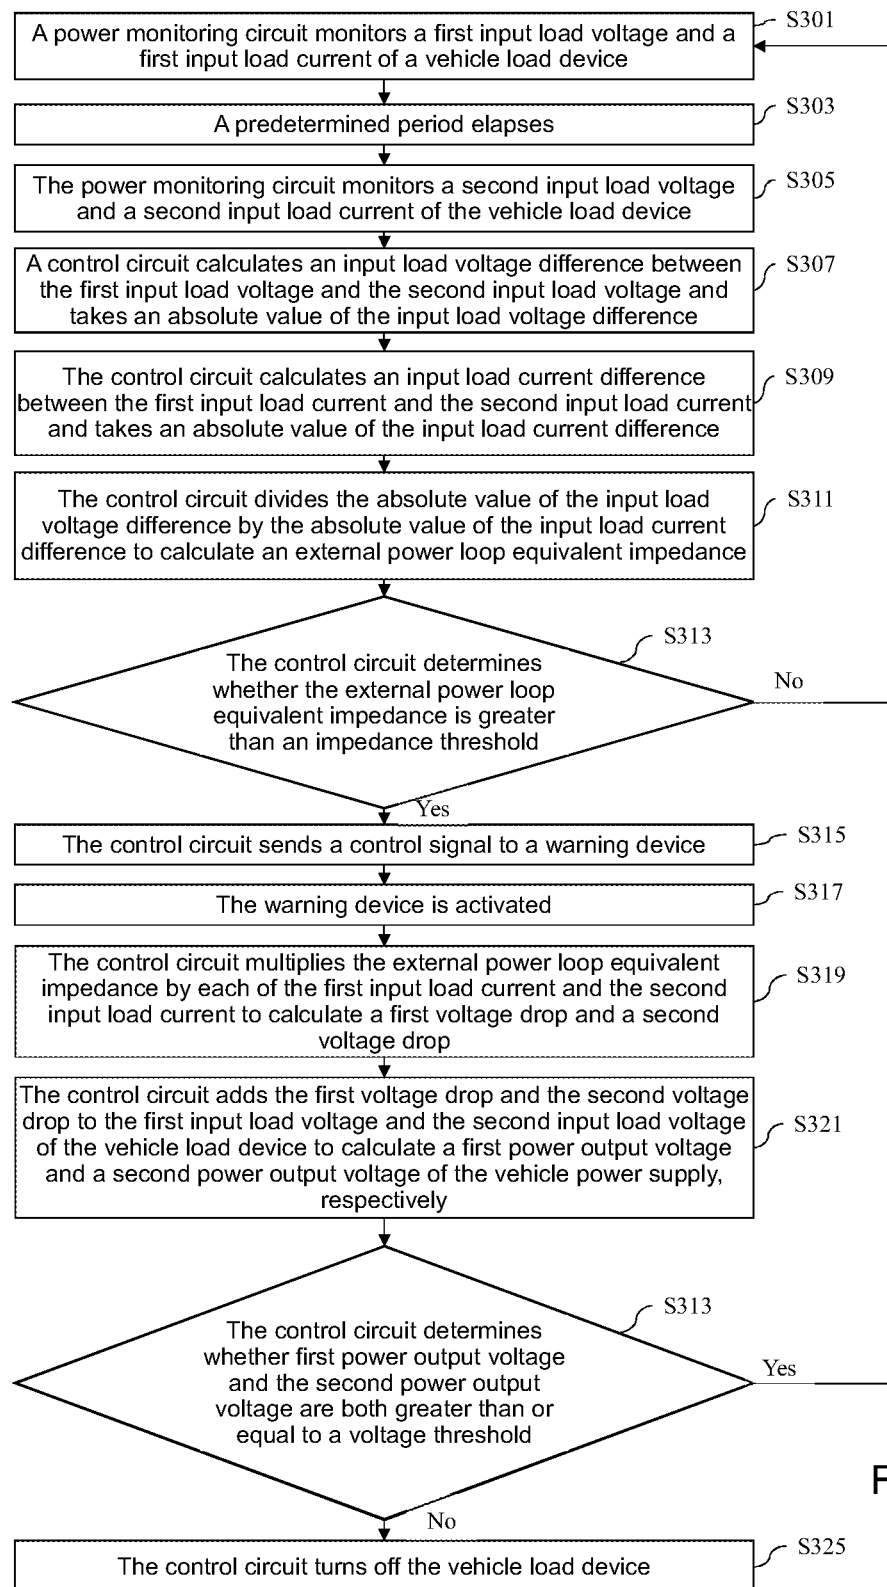 A power monitoring circuit monitors a first input load voltage and a
first input load current of a vehicle load device
S301
A predetermined period elapses
S303
The power monitoring circuit monitors a second input load voltage
and a second input load current of the vehicle load device
S305
A control circuit calculates an input load voltage difference between
the first input load voltage and the second input load voltage and
takes an absolute value of the input load voltage difference
S307
The control circuit calculates an input load current difference
between the first input load current and the second input load current
and takes an absolute value of the input load current difference
S309
The control circuit divides the absolute value of the input load
voltage difference by the absolute value of the input load current
difference to calculate an external power loop equivalent impedance
S311
The control circuit determines
whether the external power loop
equivalent impedance is greater
than an impedance threshold
S313
No
Yes
The control circuit sends a control signal to a warning device
S315
The warning device is activated
S317
The control circuit multiplies the external power loop equivalent
impedance by each of the first input load current and the second
input load current to calculate a first voltage drop and a second
voltage drop
S319
The control circuit adds the first voltage drop and the second voltage
drop to the first input load voltage and the second input load voltage
of the vehicle load device to calculate a first power output voltage
and a second power output voltage of the vehicle power supply,
respectively
S321
The control circuit determines
whether first power output voltage
and the second power output
voltage are both greater than or
equal to a voltage threshold
S313
Yes
F
No
The control circuit turns off the vehicle load device
S325